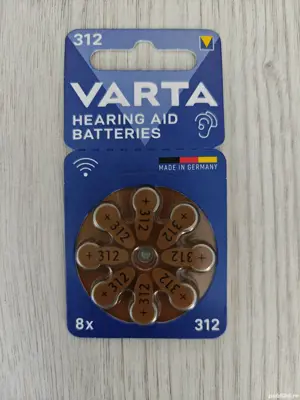 312
VARTA
HEARING AID
BATTERIES
MADE IN GERMANY
+ 312
+ 312
+ 312
+ 312
+ 312
+ 312
+ 312
+ 312
8x
312